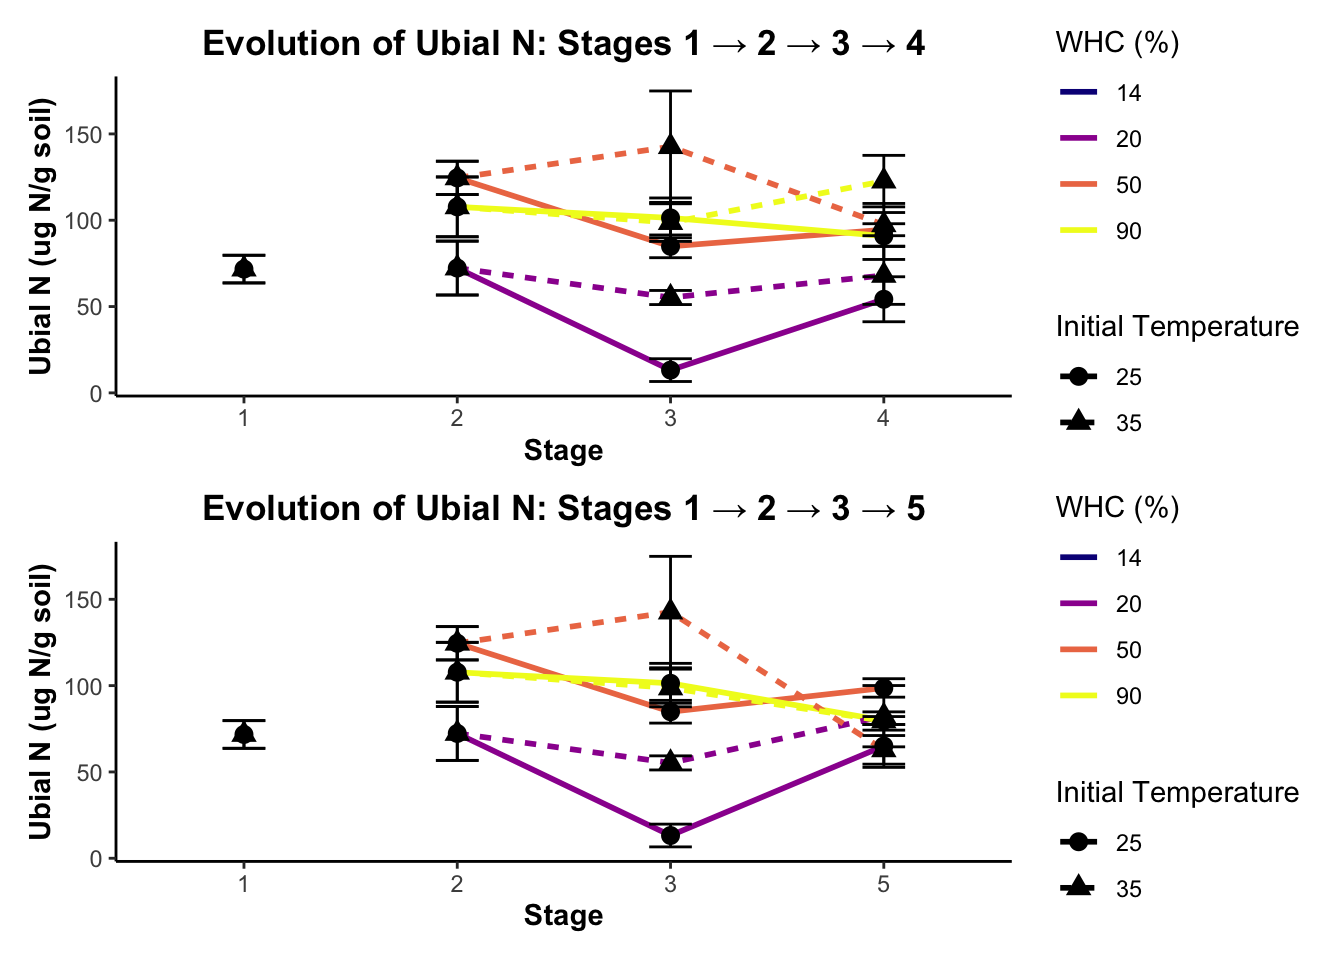 Evolution of Ubial N: Stages 1 → 2 → 3 → 4
Ubial N (ug N/g soil)
150
100
50
0
1
2
3
4
Stage
WHC (%)
14
20
50
90
Initial Temperature
25
35
Evolution of Ubial N: Stages 1 → 2 → 3 → 5
Ubial N (ug N/g soil)
150
100
50
0
1
2
3
5
Stage
WHC (%)
14
20
50
90
Initial Temperature
25
35